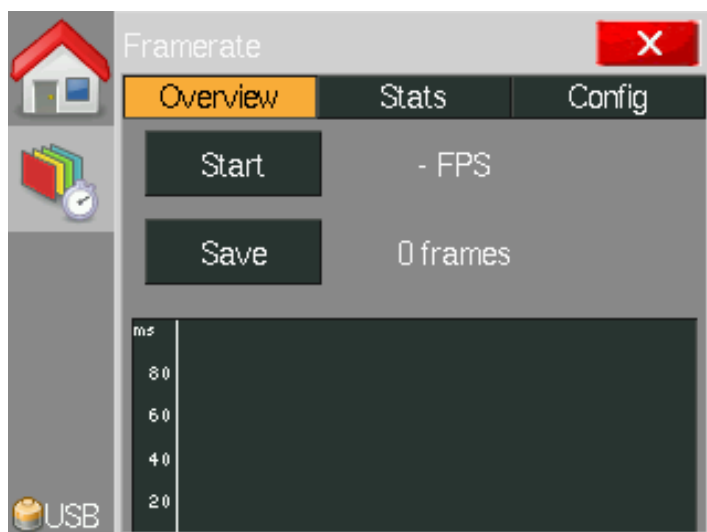 Framerate
Overview Stats Config
Start - FPS
Save 0 frames
ms
80
60
40
20
USB